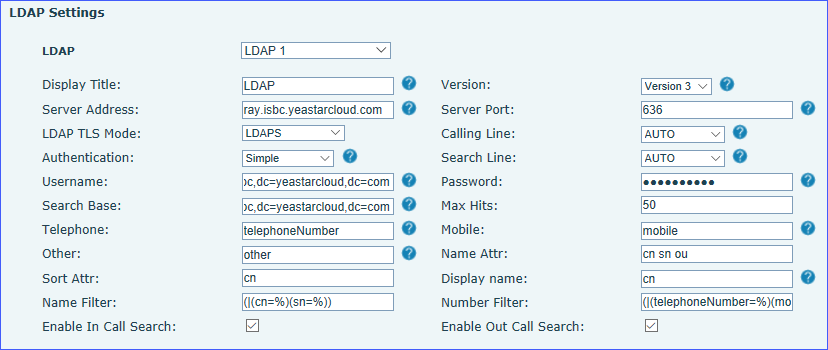 LDAP Settings
LDAP LDAP 1
Display Title: LDAP ? Version: Version 3 ?
Server Address: ray.isbc.yeastarcloud.com ? Server Port: 636 ?
LDAP TLS Mode: LDAPS Calling Line: AUTO ?
Authentication: Simple ? Search Line: AUTO ?
Username: oc,dc=yeastarcloud,dc=com ? Password: ●●●●●●●●●● ?
Search Base: oc,dc=yeastarcloud,dc=com ? Max Hits: 50
Telephone: telephoneNumber ? Mobile: mobile ?
Other: other ? Name Attr: cn sn ou
Sort Attr: cn Display name: cn ?
Name Filter: (|(cn=%)(sn=%)) Number Filter: (|(telephoneNumber=%)(mo ?
Enable In Call Search: Enable Out Call Search: